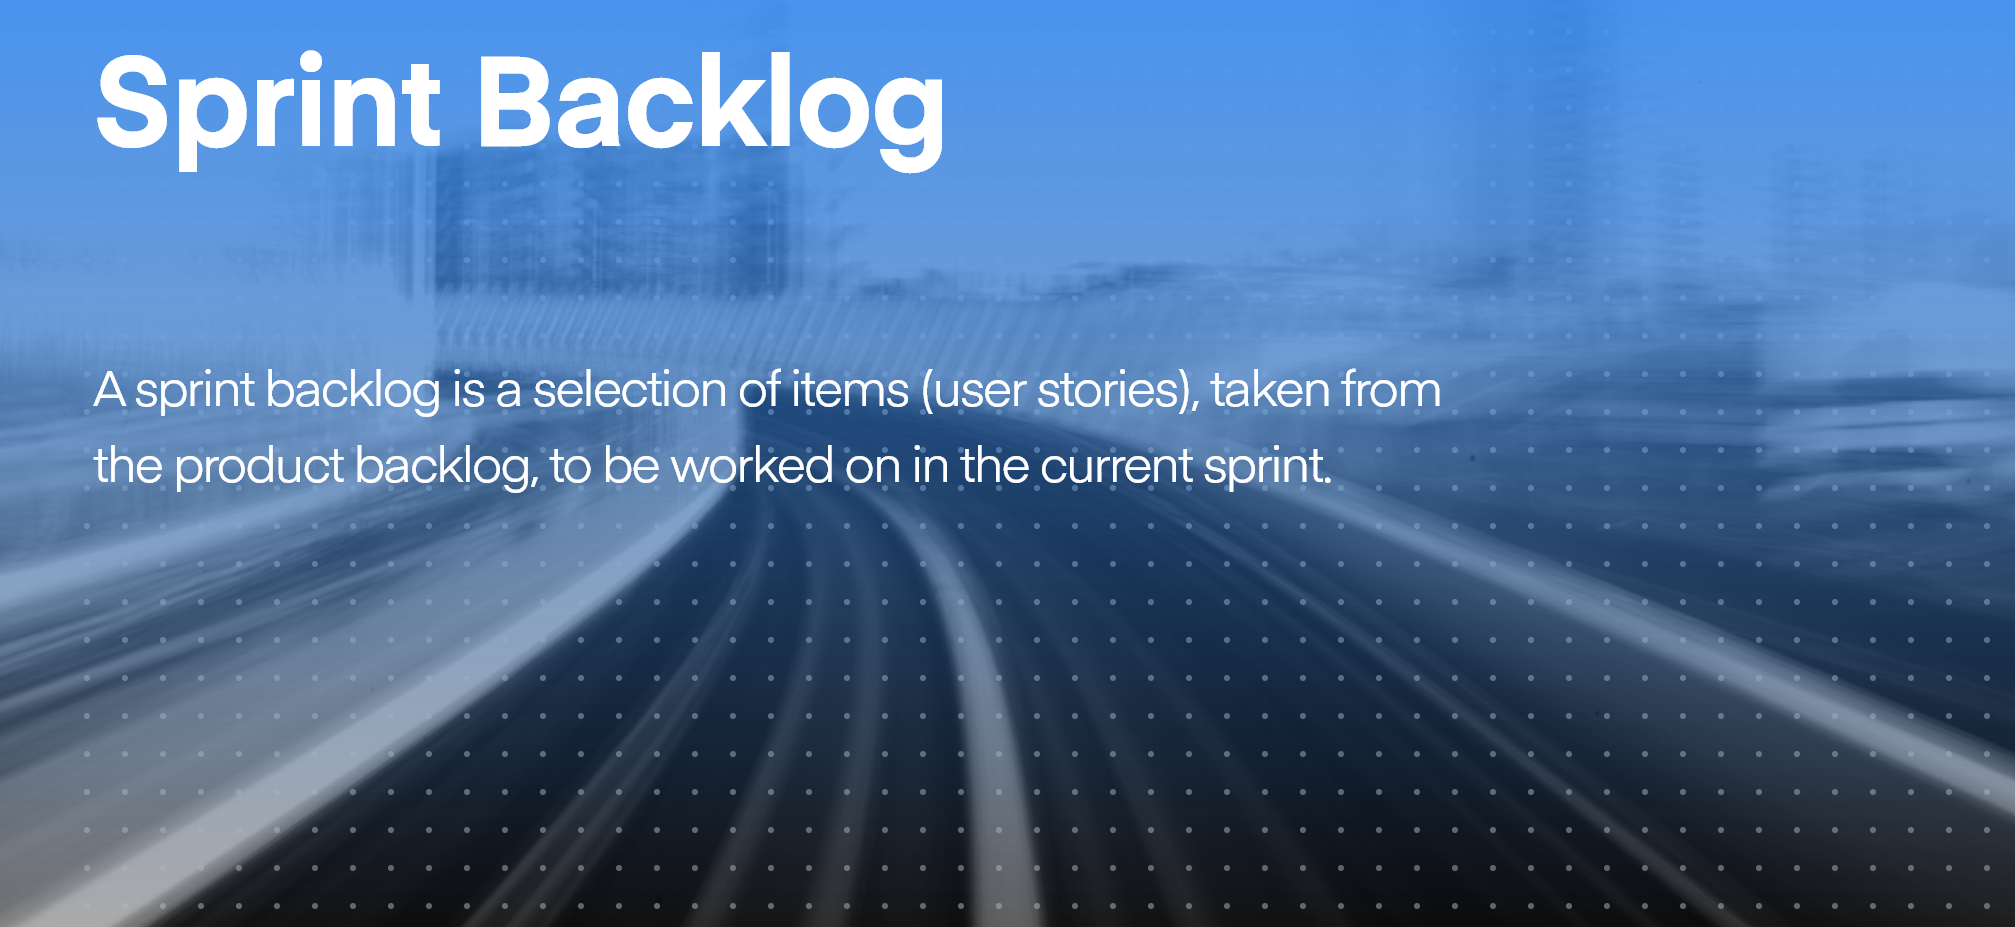 Sprint Backlog
A sprint backlog is a selection of items (user stories), taken from
the product backlog, to be worked on in the current sprint.